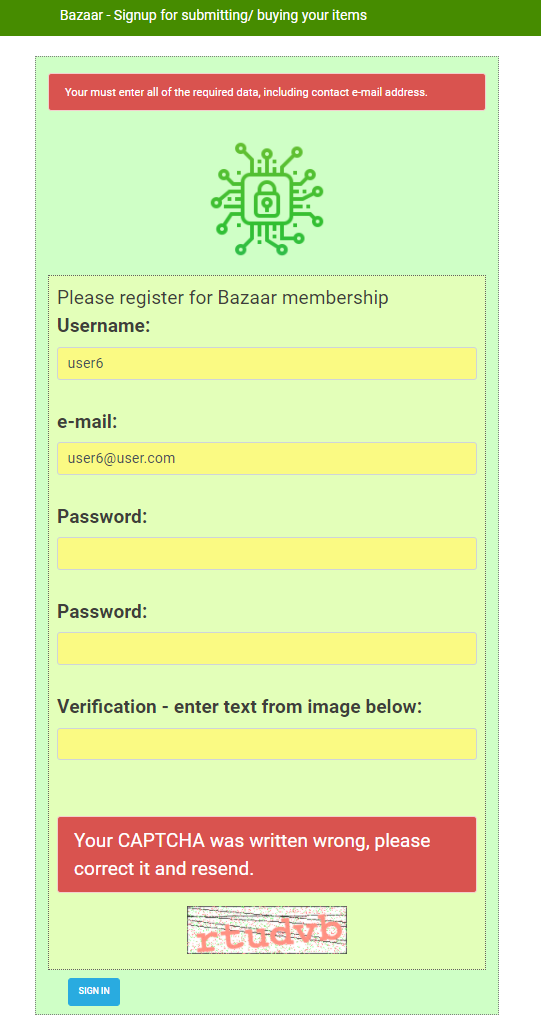 Bazaar - Signup for submitting/ buying your items
Your must enter all of the required data, including contact e-mail address.
Please register for Bazaar membership
Username:
user6
e-mail:
user6@user.com
Password:
Password:
Verification - enter text from image below:
Your CAPTCHA was written wrong, please
correct it and resend.
rtudvb
SIGN IN